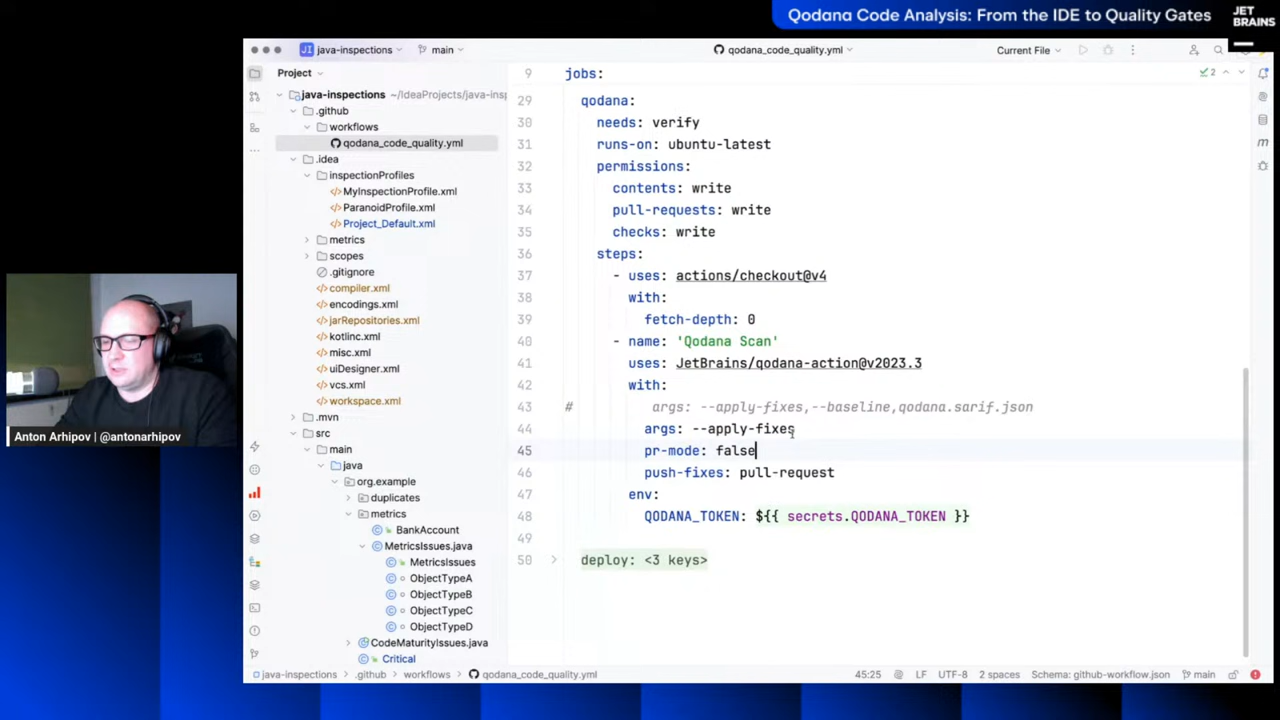 Qodana Code Analysis: From the IDE to Quality Gates
JET
BRAINS
JI java-inspections
main
qodana_code_quality.yml
Current File
Project
java-inspections ~/IdeaProjects/java-insp
.github
workflows
qodana_code_quality.yml
.idea
inspectionProfiles
MyInspectionProfile.xml
ParanoidProfile.xml
Project_Default.xml
metrics
scopes
.gitignore
compiler.xml
encodings.xml
jarRepositories.xml
kotlinc.xml
misc.xml
uiDesigner.xml
vcs.xml
workspace.xml
.mvn
src
main
java
org.example
duplicates
metrics
BankAccount
MetricsIssues.java
MetricsIssues
ObjectTypeA
ObjectTypeB
ObjectTypeC
ObjectTypeD
CodeMaturityIssues.java
Critical
9 jobs:
2
29 qodana:
30 needs: verify
31 runs-on: ubuntu-latest
32 permissions:
33 contents: write
34 pull-requests: write
35 checks: write
36 steps:
37 - uses: actions/checkout@v4
38 with:
39 fetch-depth: 0
40 - name: 'Qodana Scan'
41 uses: JetBrains/qodana-action@v2023.3
42 with:
43 # args: --apply-fixes,--baseline,qodana.sarif.json
44 args: --apply-fixes
45 pr-mode: false
46 push-fixes: pull-request
47 env:
48 QODANA_TOKEN: ${{ secrets.QODANA_TOKEN }}
49
50 deploy: <3 keys>
Anton Arhipov | @antonarhipov
java-inspections > .github > workflows > qodana_code_quality.yml
45:25 LF UTF-8 2 spaces Schema: github-workflow.json main